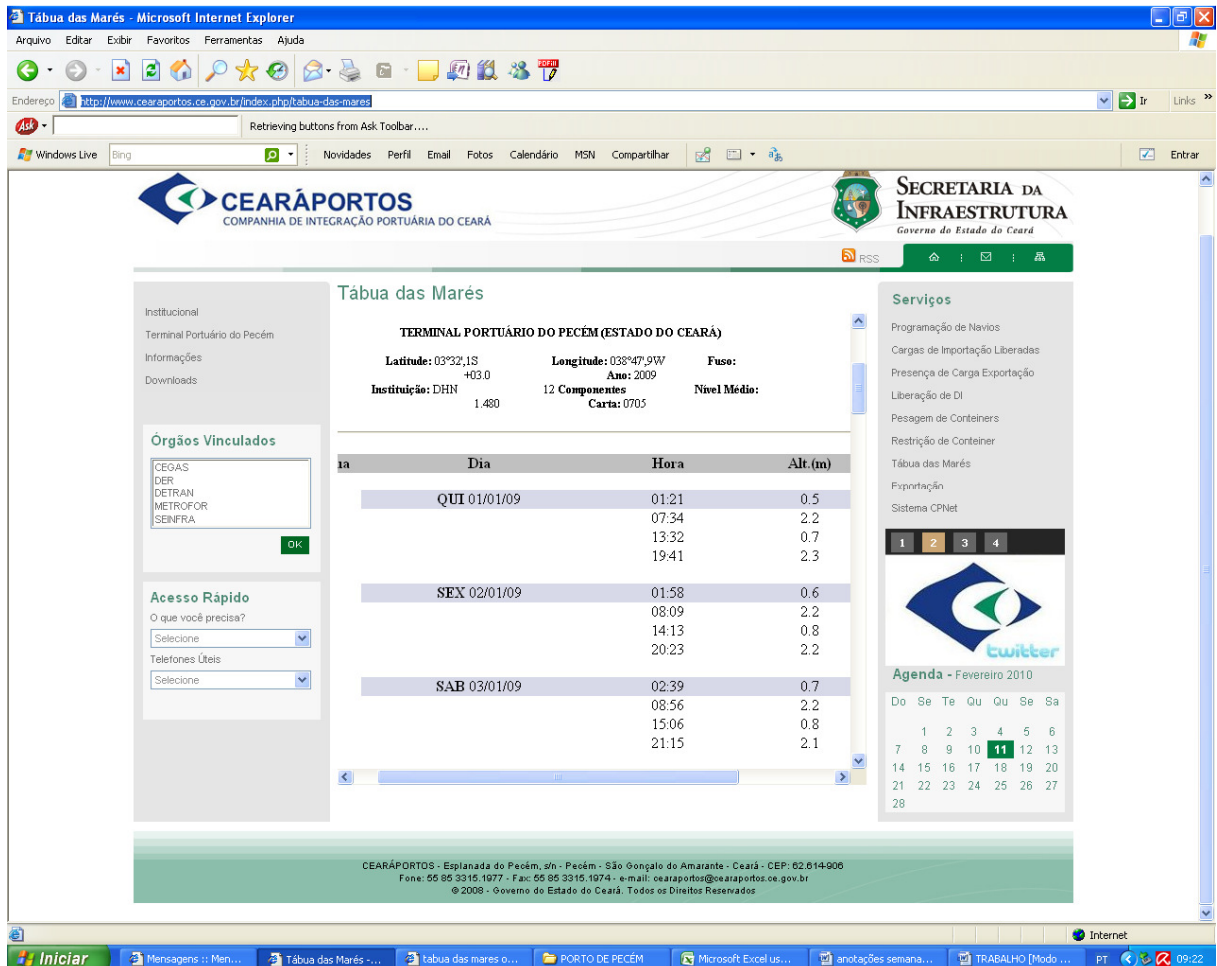 Tábua das Marés - Microsoft Internet Explorer
Arquivo Editar Exibir Favoritos Ferramentas Ajuda
Endereço http://www.cearaportos.ce.gov.br/index.php/tabua-das-mares Ir Links »
Ask Retrieving buttons from Ask Toolbar....
Windows Live Bing Novidades Perfil Email Fotos Calendário MSN Compartilhar Entrar
CEARÁPORTOS
COMPANHIA DE INTEGRAÇÃO PORTUÁRIA DO CEARÁ
SECRETARIA DA
INFRAESTRUTURA
Governo do Estado do Ceará
RSS
Institucional
Terminal Portuário do Pecém
Informações
Downloads
Órgãos Vinculados
CEGAS
DER
DETRAN
METROFOR
SEINFRA
OK
Acesso Rápido
O que você precisa?
Selecione
Telefones Úteis
Selecione
Tábua das Marés
TERMINAL PORTUÁRIO DO PECÉM (ESTADO DO CEARÁ)
Latitude: 03°32',1S Longitude: 038°47',9W Fuso:
+03.0 Ano: 2009
Instituição: DHN 12 Componentes Nível Médio:
1.480 Carta: 0705
ua Dia Hora Alt.(m)
QUI 01/01/09 01:21 0.5
07:34 2.2
13:32 0.7
19:41 2.3
SEX 02/01/09 01:58 0.6
08:09 2.2
14:13 0.8
20:23 2.2
SAB 03/01/09 02:39 0.7
08:56 2.2
15:06 0.8
21:15 2.1
Serviços
Programação de Navios
Cargas de Importação Liberadas
Presença de Carga Exportação
Liberação de DI
Pesagem de Conteiners
Restrição de Conteiner
Tábua das Marés
Exportação
Sistema CPNet
1 2 3 4
twitter
Agenda - Fevereiro 2010
Do Se Te Qu Qu Se Sa
1 2 3 4 5 6
7 8 9 10 11 12 13
14 15 16 17 18 19 20
21 22 23 24 25 26 27
28
CEARÁPORTOS - Esplanada do Pecém, s/n - Pecém - São Gonçalo do Amarante - Ceará - CEP: 62.614-906
Fone: 55 85 3315.1977 - Fax: 55 85 3315.1974 - e-mail: cearaportos@cearaportos.ce.gov.br
© 2008 - Governo do Estado do Ceará. Todos os Direitos Reservados
Internet
Iniciar Mensagens :: Men... Tábua das Marés -... tabua das mares o... PORTO DE PECÉM Microsoft Excel us... anotações semana... TRABALHO [Modo ... PT 09:22